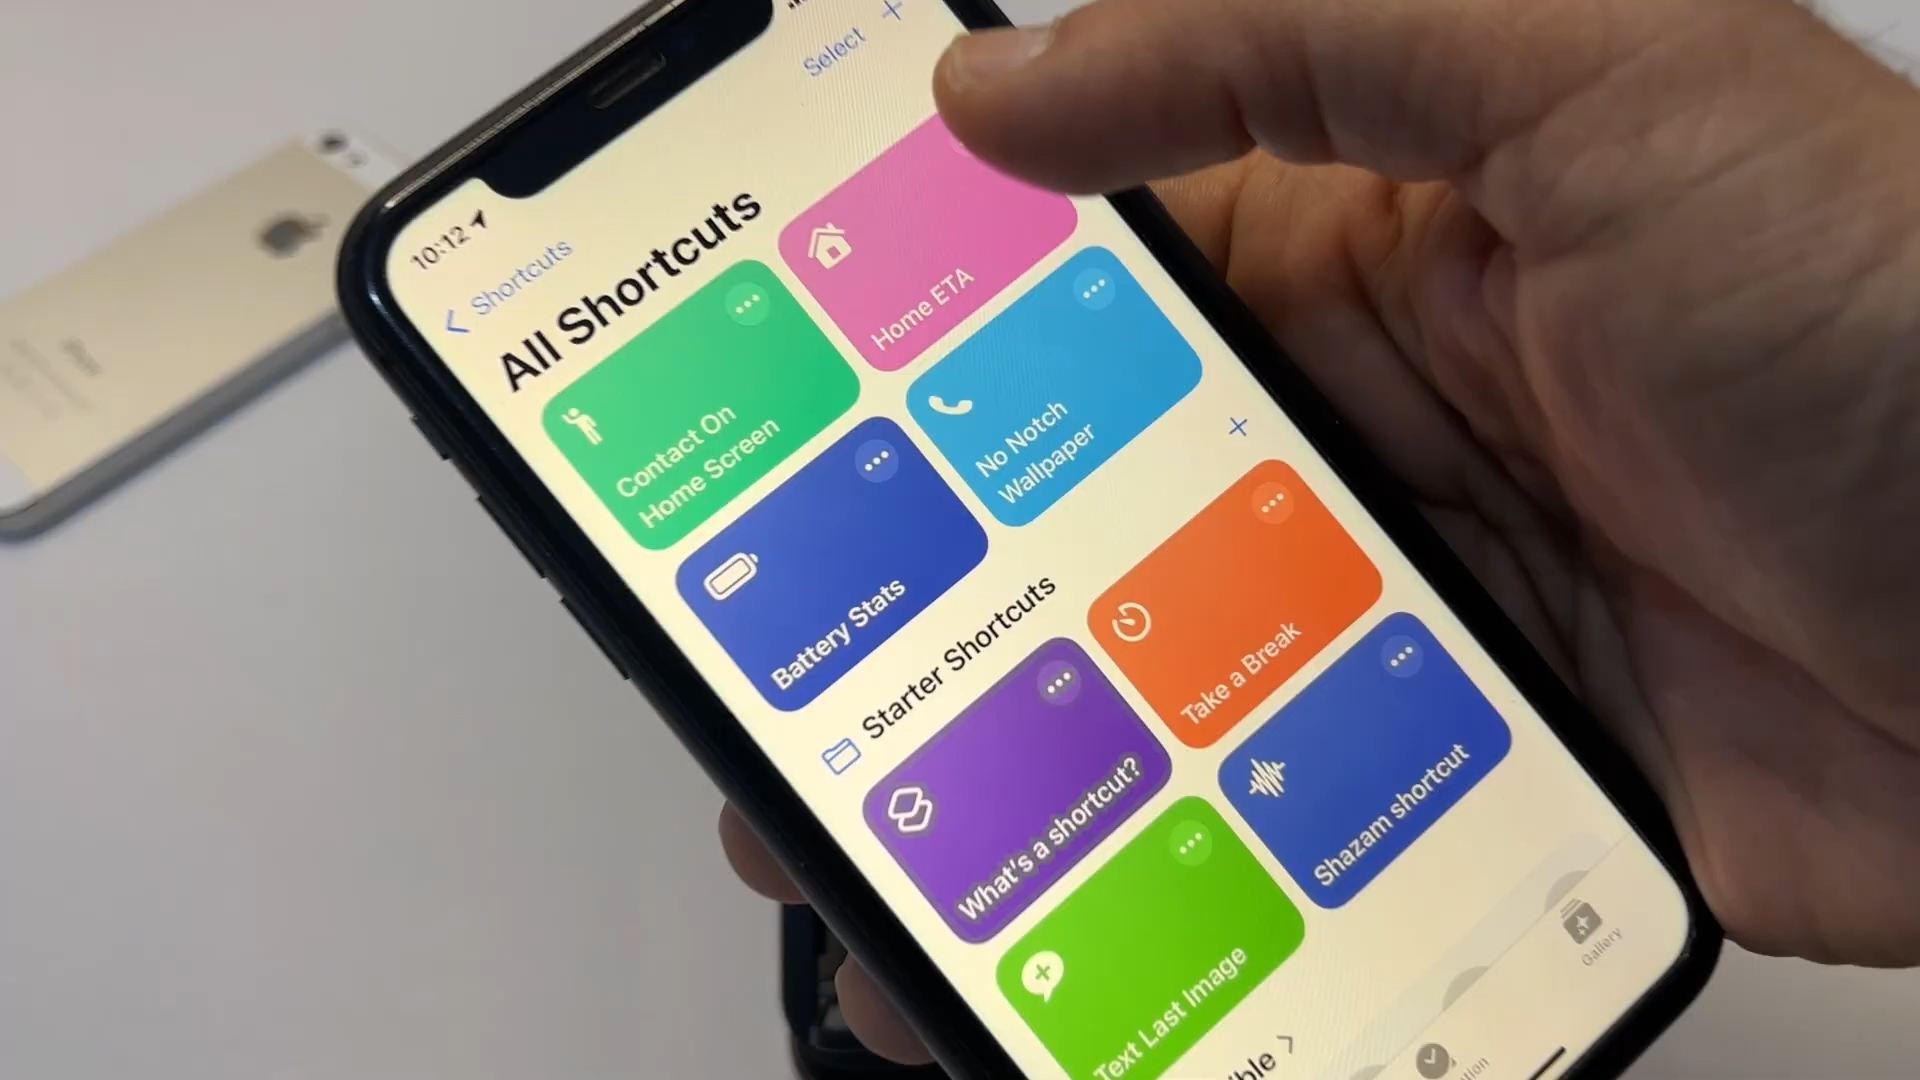 10:12
Select +
Shortcuts
All Shortcuts
Contact On
Home Screen
Home ETA
Battery Stats
No Notch
Wallpaper
Starter Shortcuts
What's a shortcut?
Take a Break
Text Last Image
Shazam shortcut
Gallery